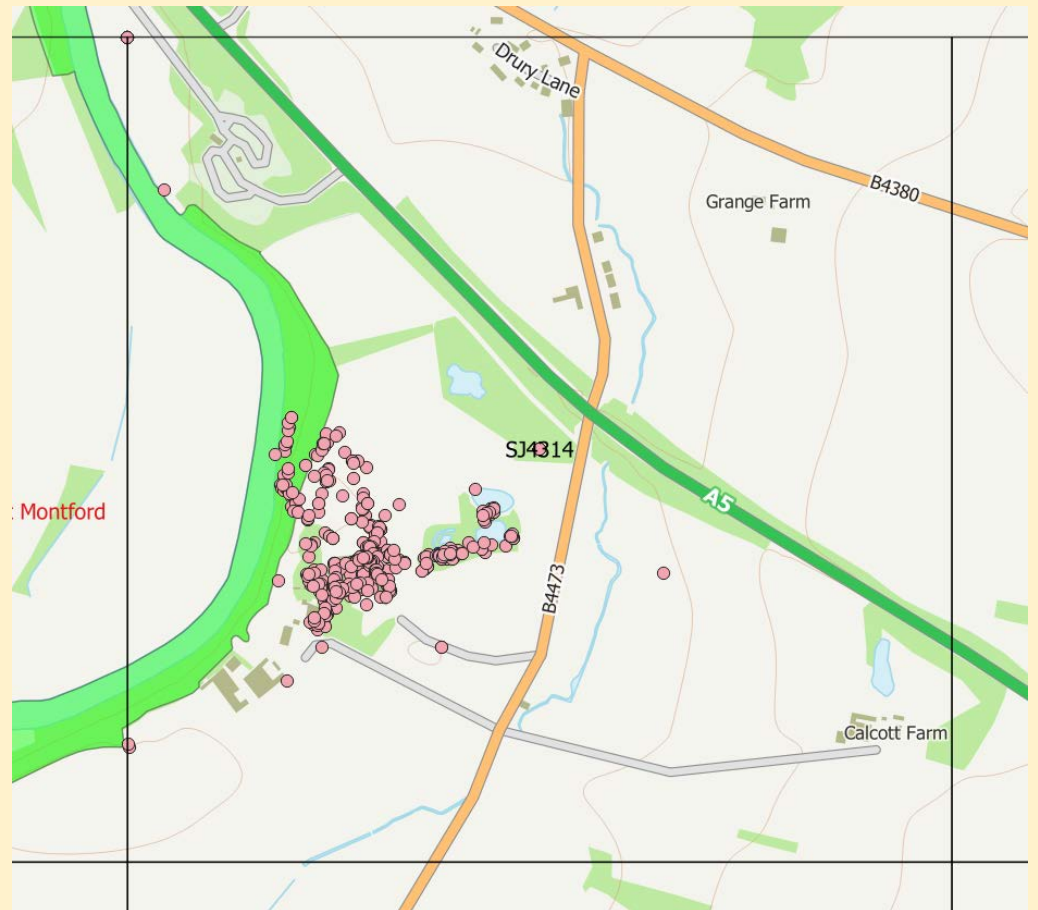 Drury Lane
B4380
Grange Farm
SJ4314
A5
: Montford
B4473
Calcott Farm